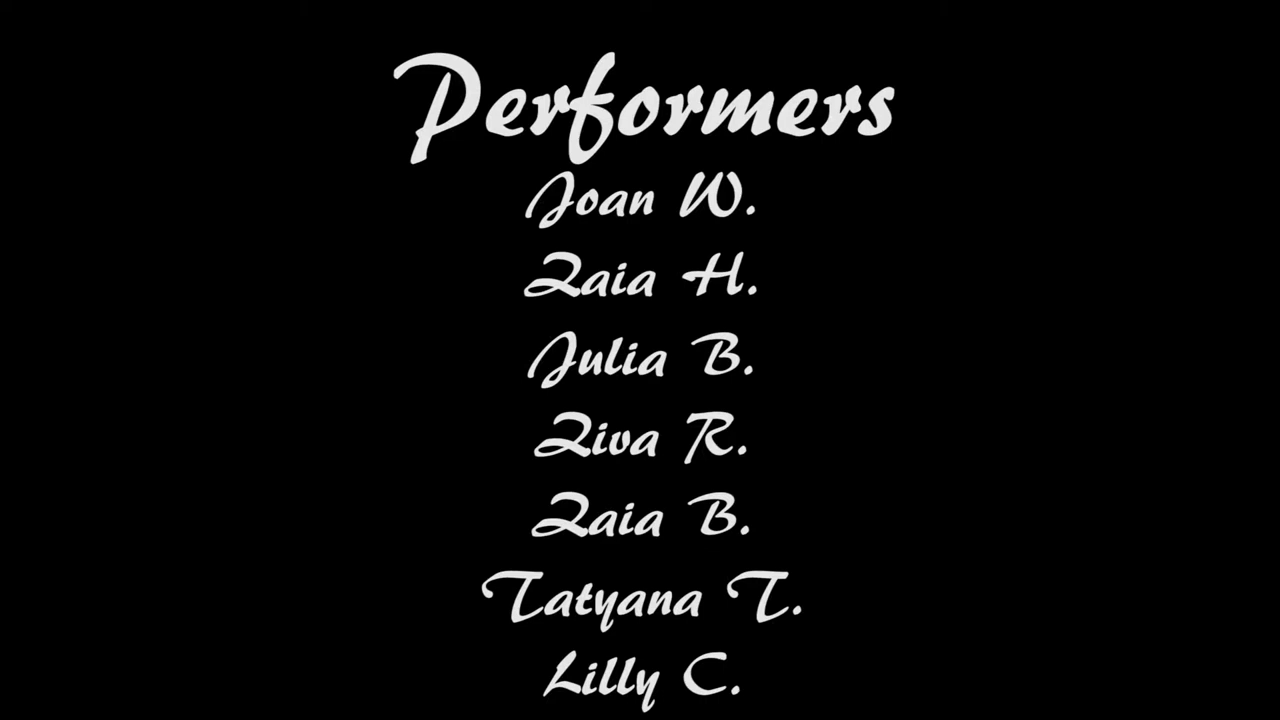 Performers
Joan W.
Zaia H.
Julia B.
Ziva R.
Zaia B.
Tatyana T.
Lilly C.